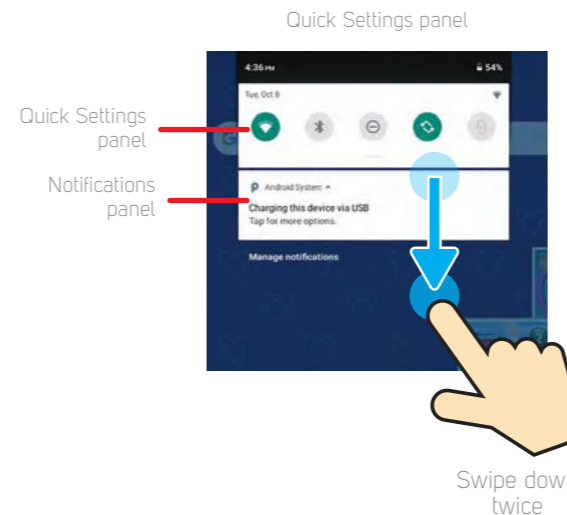 Quick Settings panel
4:36 PM
54%
Tue, Oct 8
Quick Settings
panel
Notifications
panel
Android System
Charging this device via USB
Tap for more options.
Manage notifications
Swipe down
twice